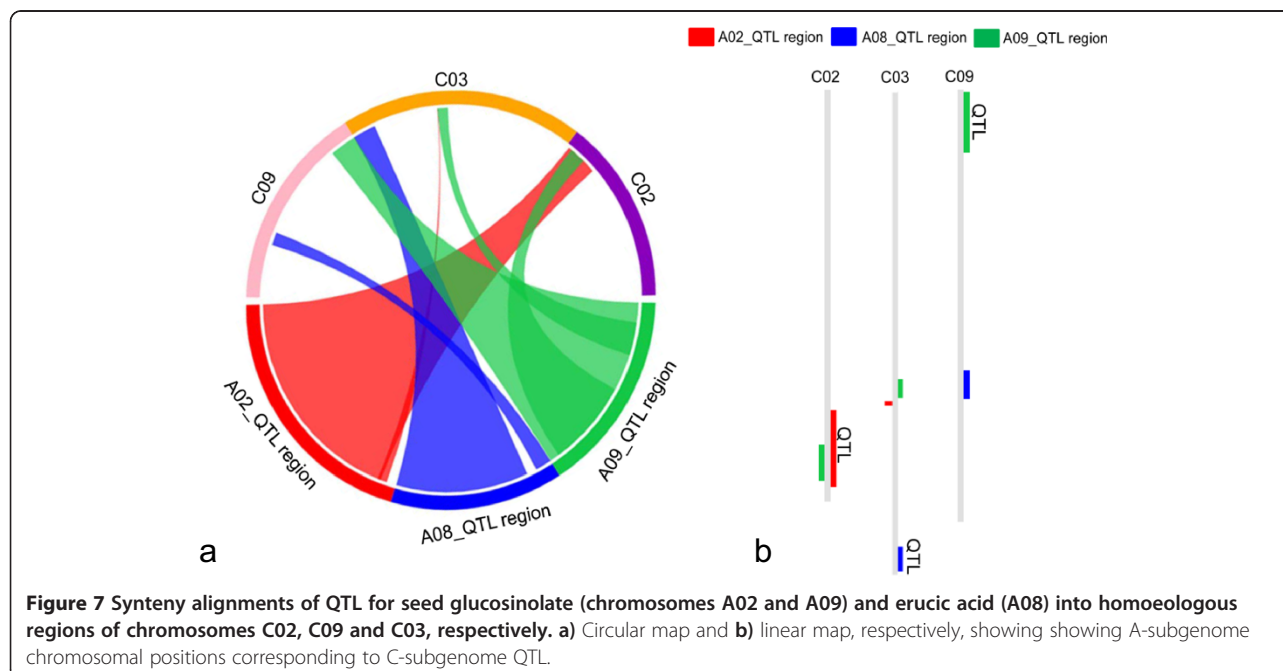 A02_QTL region A08_QTL region A09_QTL region
C03
C09
C02
A02_QTL region
A08_QTL region
A09_QTL region
a
C02 C03 C09
QTL
QTL
QTL
b
Figure 7 Synteny alignments of QTL for seed glucosinolate (chromosomes A02 and A09) and erucic acid (A08) into homoeologous
regions of chromosomes C02, C09 and C03, respectively. a) Circular map and b) linear map, respectively, showing showing A-subgenome
chromosomal positions corresponding to C-subgenome QTL.